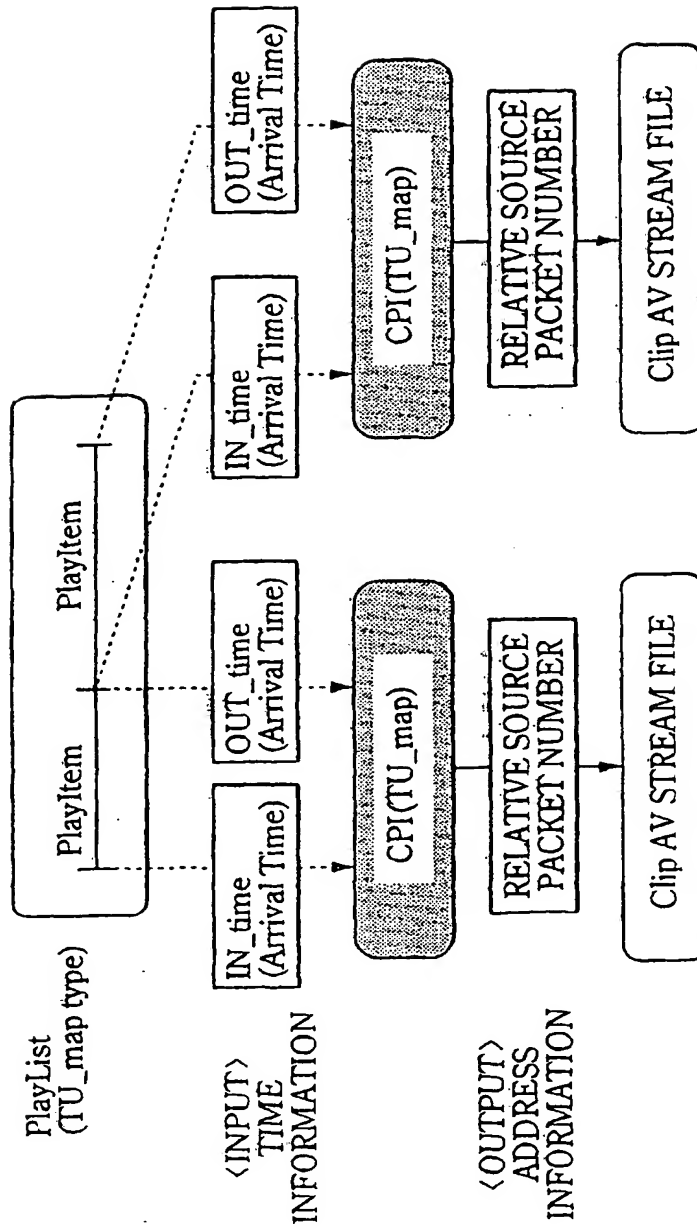 PlayList
(TU_map type)
PlayItem
PlayItem
<INPUT>
TIME
INFORMATION
IN_time
(Arrival Time)
OUT_time
(Arrival Time)
IN_time
(Arrival Time)
OUT_time
(Arrival Time)
CPI(TU_map)
CPI(TU_map)
<OUTPUT>
ADDRESS
INFORMATION
RELATIVE SOURCE
PACKET NUMBER
RELATIVE SOURCE
PACKET NUMBER
Clip AV STREAM FILE
Clip AV STREAM FILE